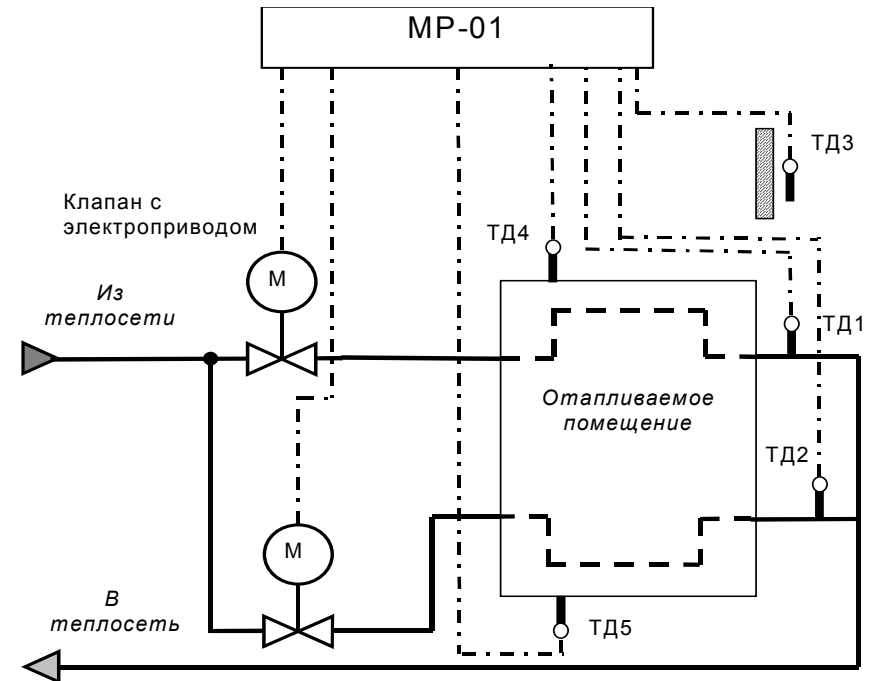 МР-01
ТД3
Клапан с
электроприводом
ТД4
М
Из
теплосети
ТД1
Отапливаемое
помещение
ТД2
М
В
теплосеть
ТД5